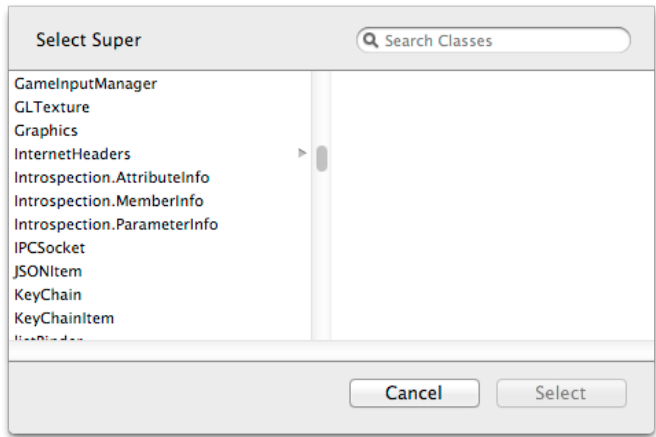 Select Super
Search Classes
GameInputManager
GLTexture
Graphics
InternetHeaders
Introspection.AttributeInfo
Introspection.MemberInfo
Introspection.ParameterInfo
IPCSocket
JSONItem
KeyChain
KeyChainItem
Cancel
Select